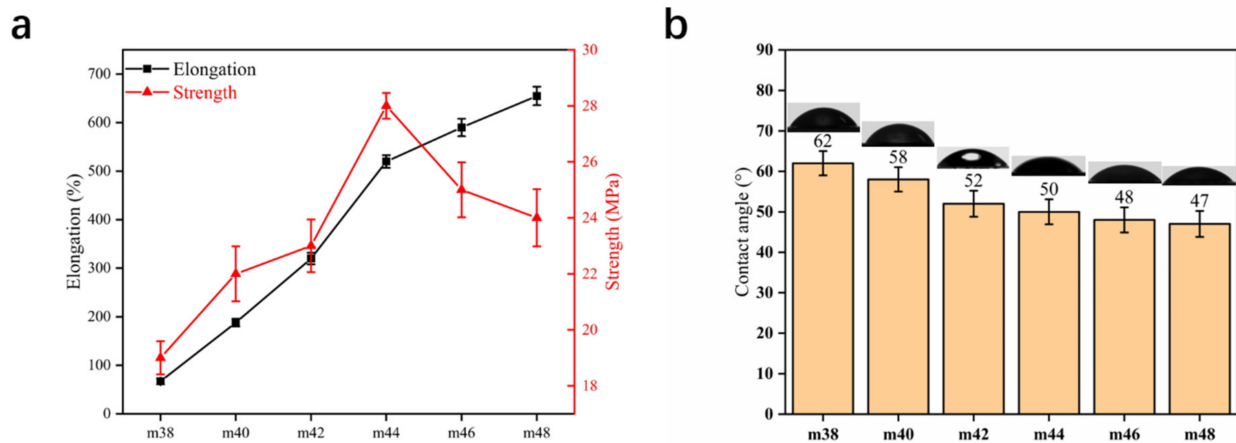 a
Elongation
Strength
Elongation (%)
700
600
500
400
300
200
100
0
Strength (MPa)
30
28
26
24
22
20
18
m38 m40 m42 m44 m46 m48
b
Contact angle (°)
90
80
70
60
50
40
30
20
10
0
62 58 52 50 48 47
m38 m40 m42 m44 m46 m48